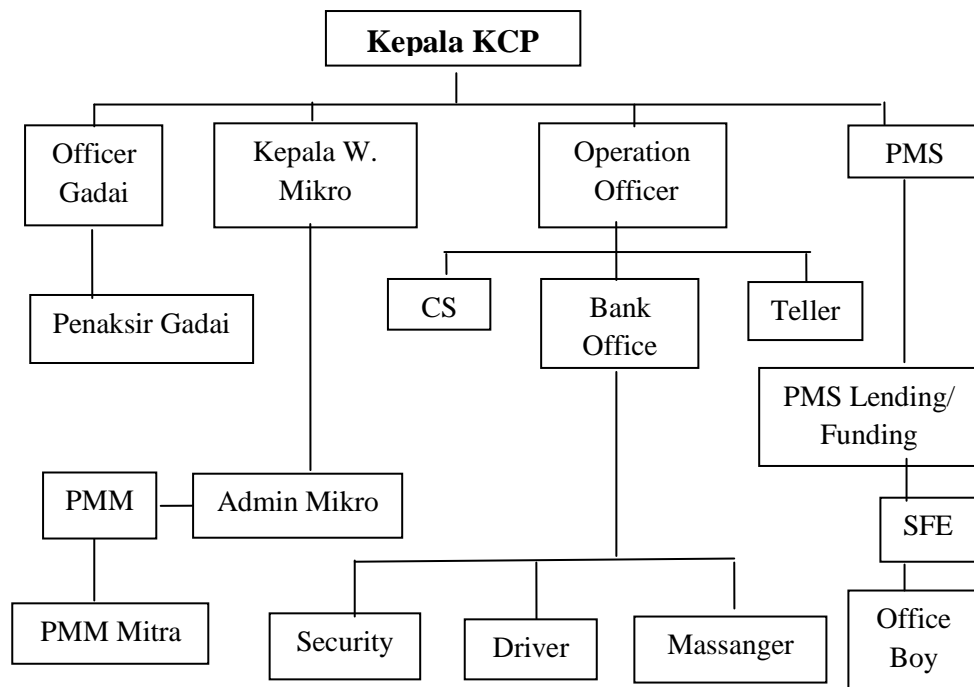 Kepala KCP
Officer
Gadai
Kepala W.
Mikro
Operation
Officer
PMS
Penaksir Gadai
CS
Bank
Office
Teller
PMS Lending/
Funding
PMM
Admin Mikro
SFE
PMM Mitra
Security
Driver
Massanger
Office
Boy